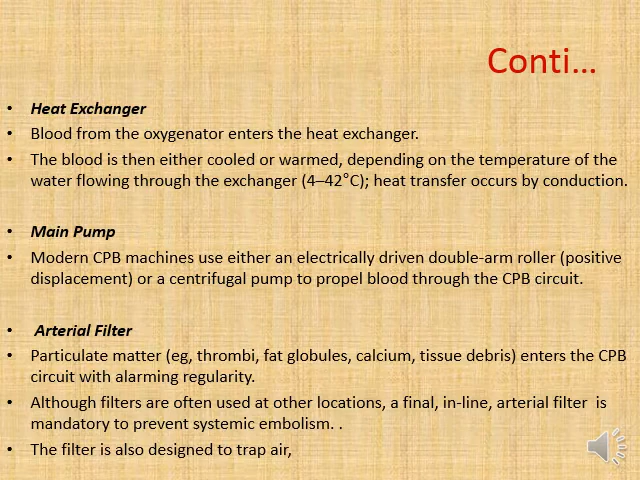 Conti…
• Heat Exchanger
• Blood from the oxygenator enters the heat exchanger.
• The blood is then either cooled or warmed, depending on the temperature of the
water flowing through the exchanger (4–42°C); heat transfer occurs by conduction.
• Main Pump
• Modern CPB machines use either an electrically driven double-arm roller (positive
displacement) or a centrifugal pump to propel blood through the CPB circuit.
• Arterial Filter
• Particulate matter (eg, thrombi, fat globules, calcium, tissue debris) enters the CPB
circuit with alarming regularity.
• Although filters are often used at other locations, a final, in-line, arterial filter is
mandatory to prevent systemic embolism. .
• The filter is also designed to trap air,